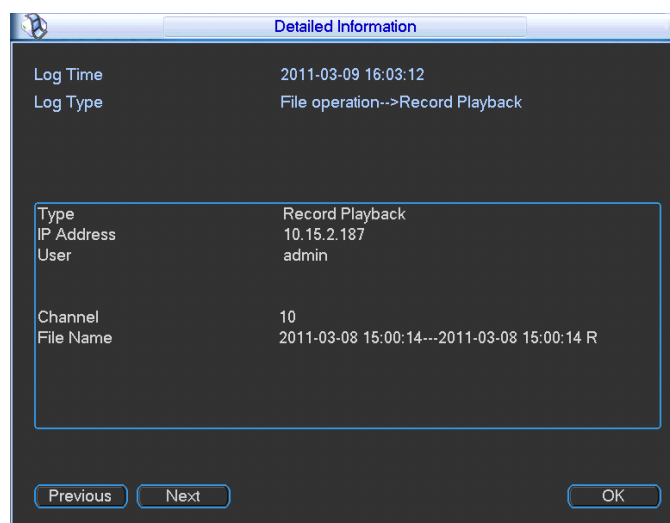 Detailed Information
Log Time 2011-03-09 16:03:12
Log Type File operation-->Record Playback
Type Record Playback
IP Address 10.15.2.187
User admin
Channel 10
File Name 2011-03-08 15:00:14---2011-03-08 15:00:14 R
Previous Next OK